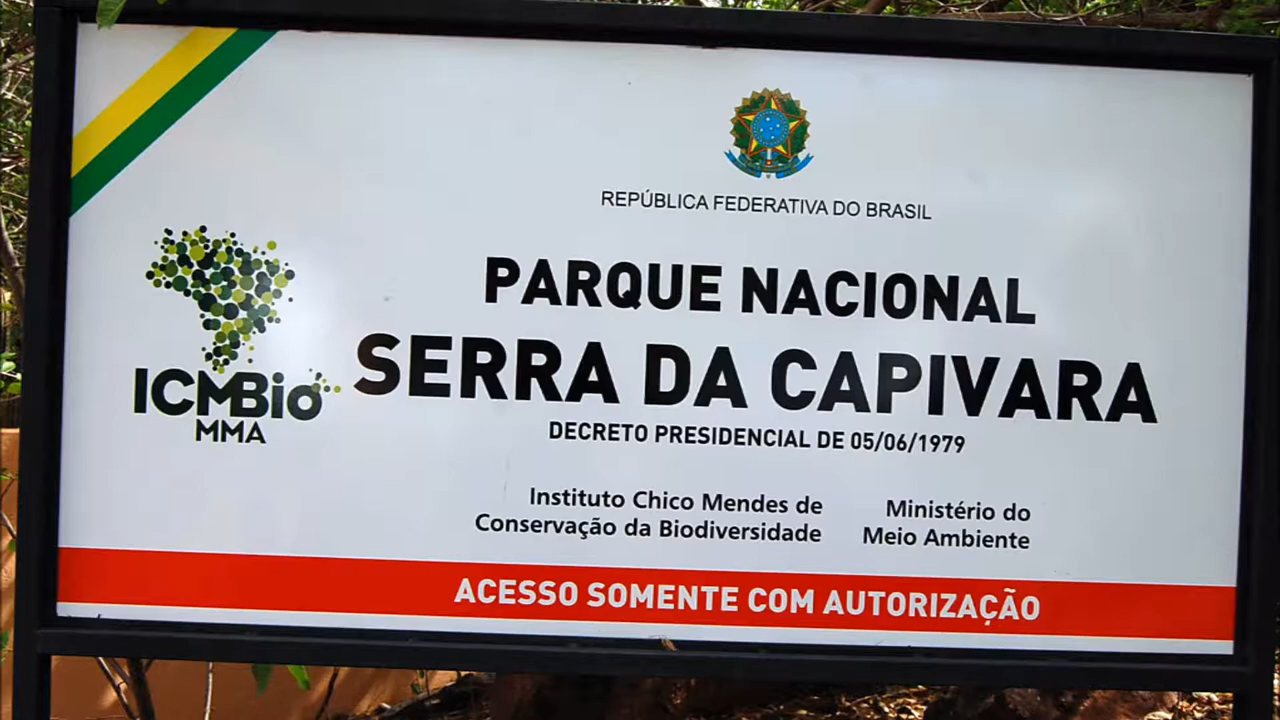 REPÚBLICA FEDERATIVA DO BRASIL
PARQUE NACIONAL
SERRA DA CAPIVARA
DECRETO PRESIDENCIAL DE 05/06/1979
ICMBio
MMA
Instituto Chico Mendes de
Conservação da Biodiversidade
Ministério do
Meio Ambiente
ACESSO SOMENTE COM AUTORIZAÇÃO